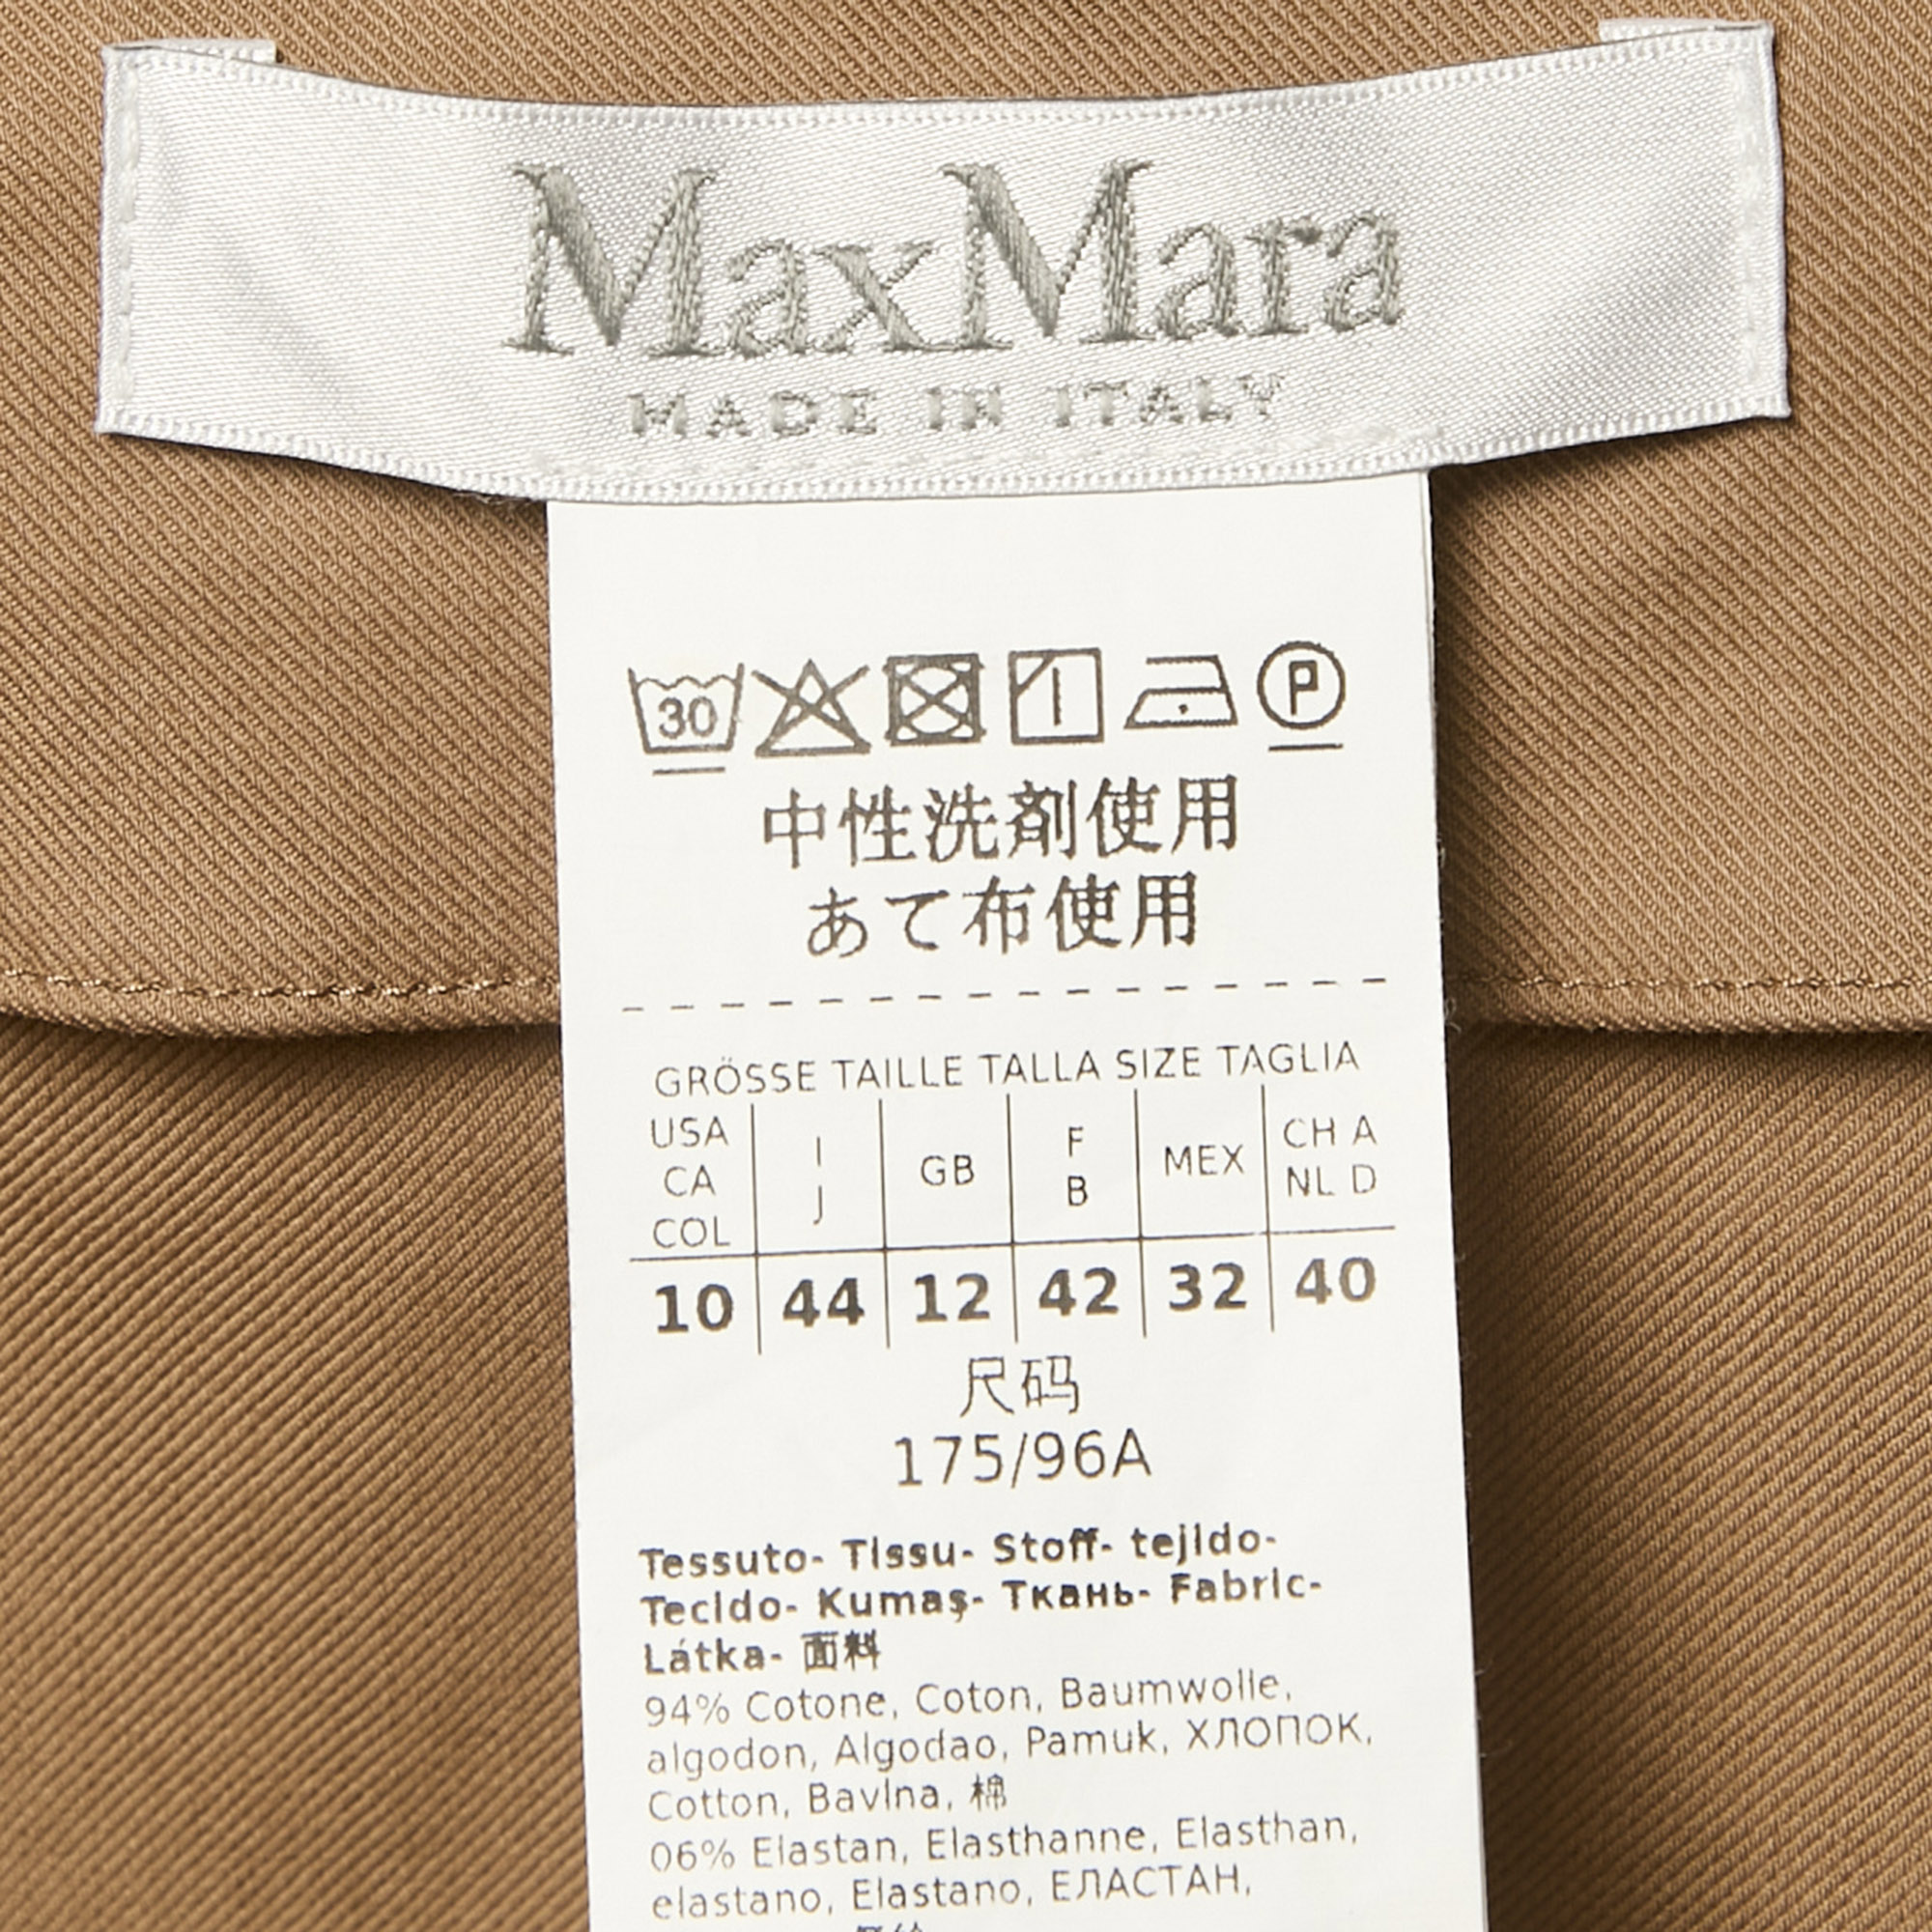 MaxMara
MADE IN ITALY
30 P
中性洗剤使用
あて布使用
GRÖSSE TAILLE TALLA SIZE TAGLIA
USA CA COL I J GB F B MEX CH A NL D
10 44 12 42 32 40
尺码
175/96A
Tessuto- Tissu- Stoff- tejido-
Tecido- Kumaş- Ткань- Fabric-
Látka- 面料
94% Cotone, Coton, Baumwolle,
algodon, Algodao, Pamuk, ХЛОПОК,
Cotton, Bavlna, 棉
06% Elastan, Elasthanne, Elasthan,
elastano, Elastano, ЕЛАСТАН,